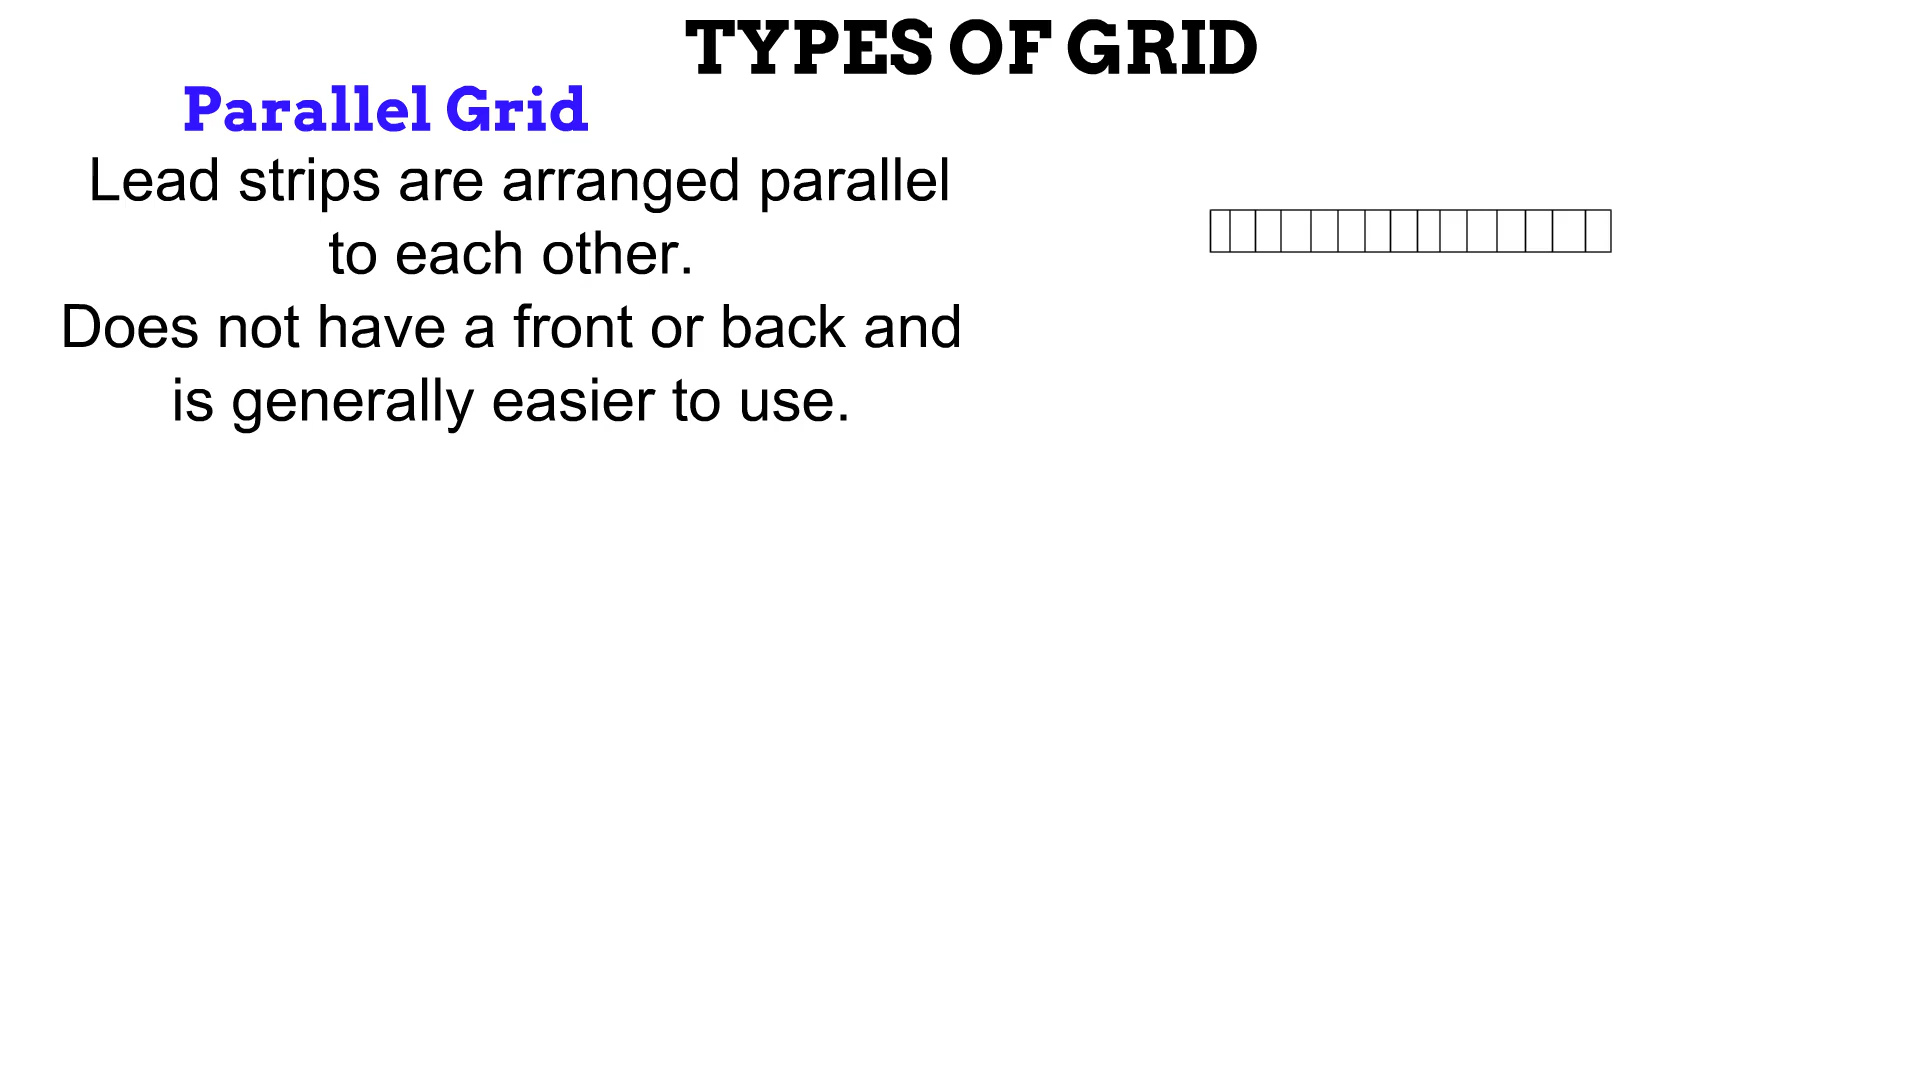 TYPES OF GRID
Parallel Grid
Lead strips are arranged parallel
to each other.
Does not have a front or back and
is generally easier to use.